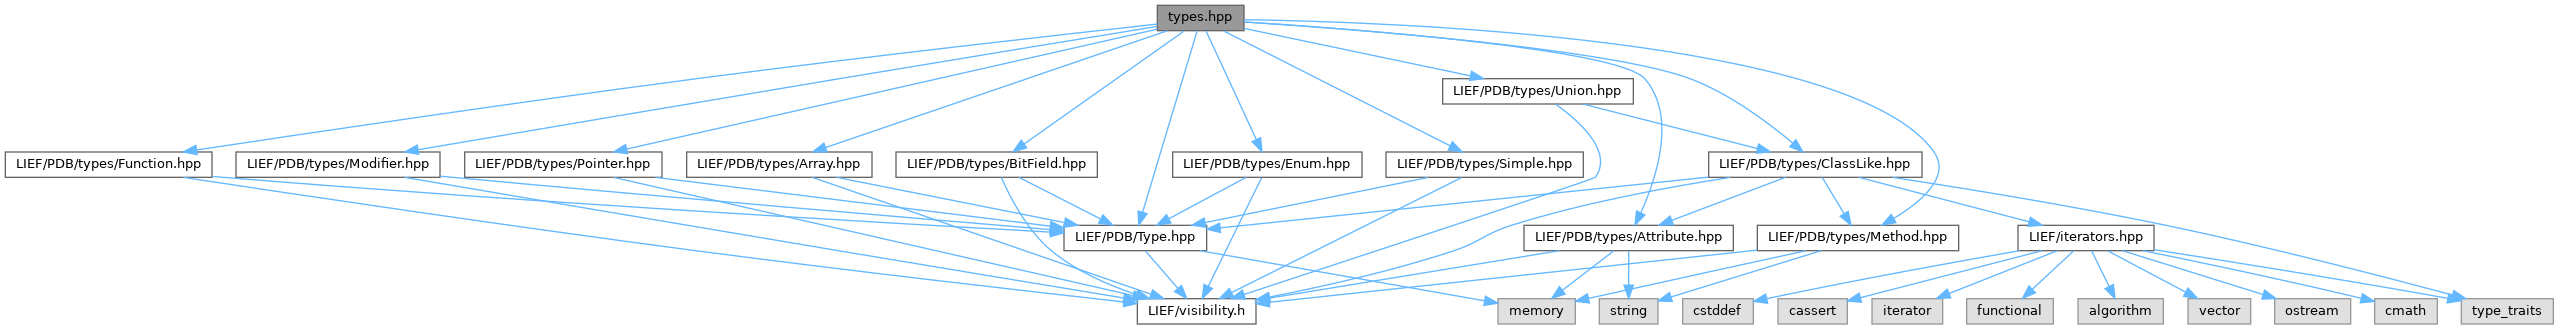 types.hpp
LIEF/PDB/types/Union.hpp
LIEF/PDB/types/Function.hpp
LIEF/PDB/types/Modifier.hpp
LIEF/PDB/types/Pointer.hpp
LIEF/PDB/types/Array.hpp
LIEF/PDB/types/BitField.hpp
LIEF/PDB/types/Enum.hpp
LIEF/PDB/types/Simple.hpp
LIEF/PDB/types/ClassLike.hpp
LIEF/PDB/Type.hpp
LIEF/PDB/types/Attribute.hpp
LIEF/PDB/types/Method.hpp
LIEF/iterators.hpp
LIEF/visibility.h
memory
string
cstddef
cassert
iterator
functional
algorithm
vector
ostream
cmath
type_traits